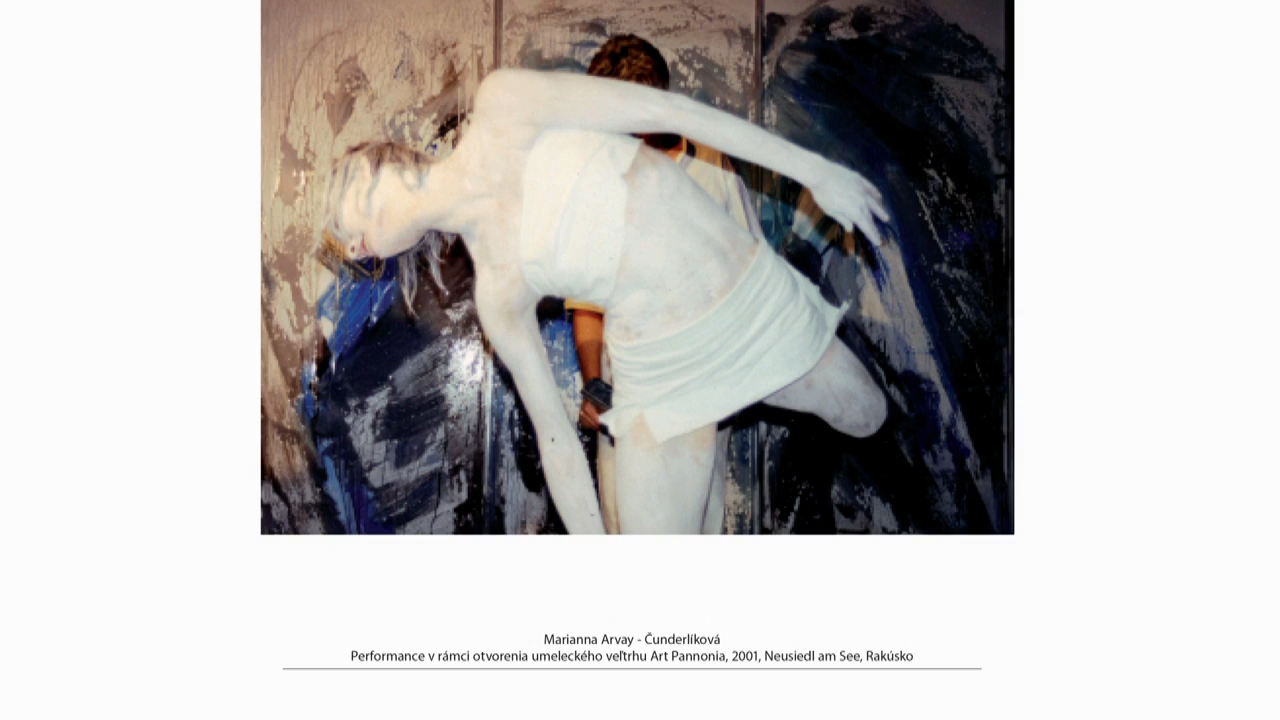 Marianna Arvay - Čunderlíková
Performance v rámci otvorenia umeleckého veľtrhu Art Pannonia, 2001, Neusiedl am See, Rakúsko